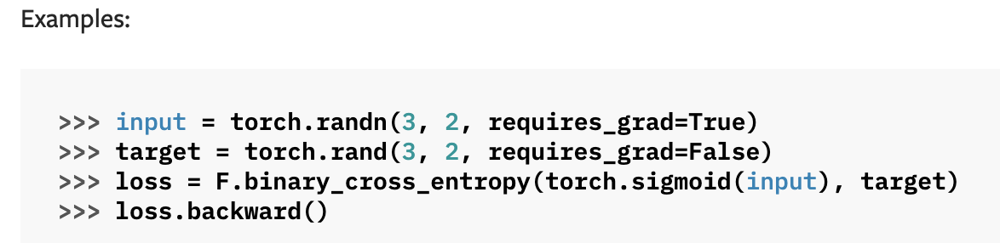 Examples:
>>> input = torch.randn(3, 2, requires_grad=True)
>>> target = torch.rand(3, 2, requires_grad=False)
>>> loss = F.binary_cross_entropy(torch.sigmoid(input), target)
>>> loss.backward()